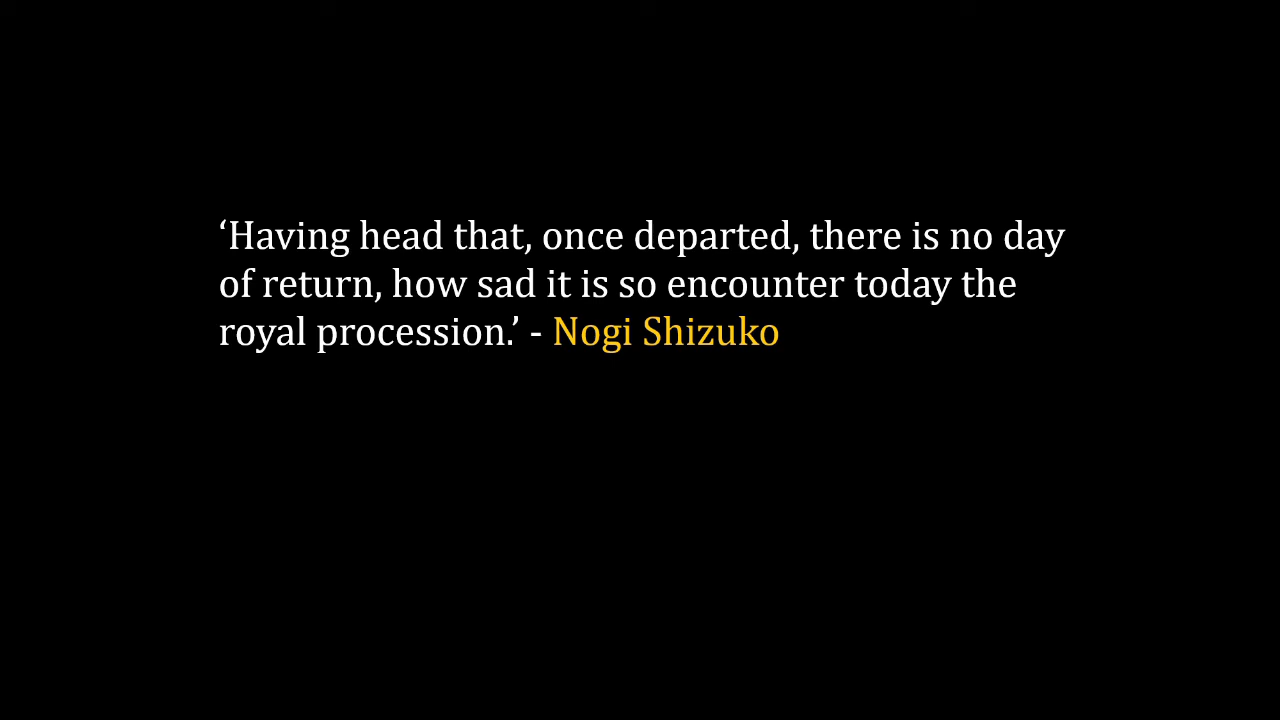 ‘Having head that, once departed, there is no day
of return, how sad it is so encounter today the
royal procession.’ - Nogi Shizuko